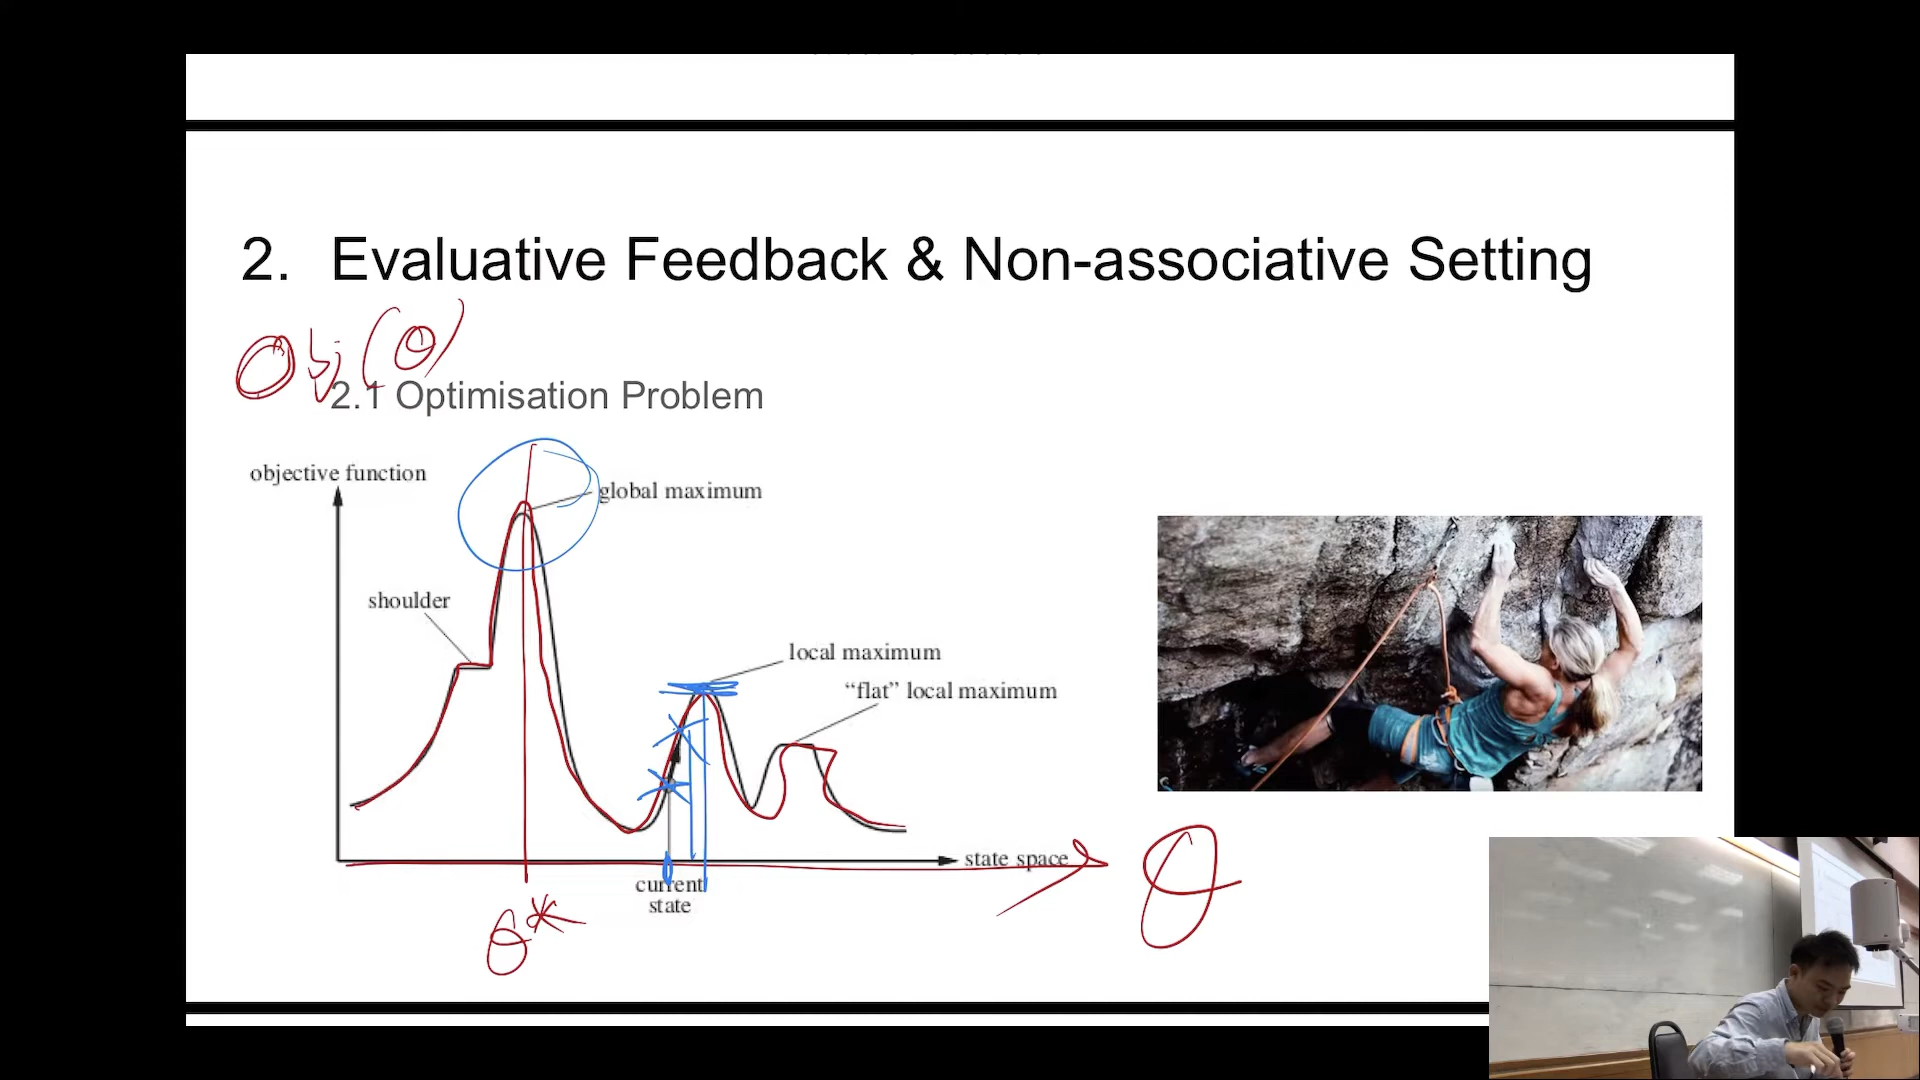 2. Evaluative Feedback & Non-associative Setting
Obj(θ)
2.1 Optimisation Problem
objective function
global maximum
shoulder
local maximum
“flat” local maximum
state space
θ
current
state
θ*